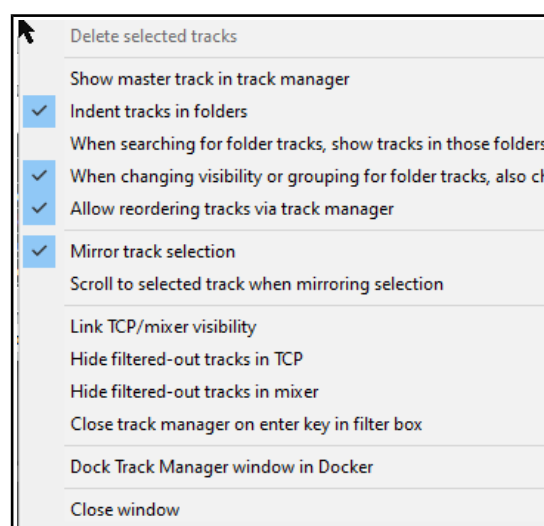 Delete selected tracks
Show master track in track manager
Indent tracks in folders
When searching for folder tracks, show tracks in those folders
When changing visibility or grouping for folder tracks, also
Allow reordering tracks via track manager
Mirror track selection
Scroll to selected track when mirroring selection
Link TCP/mixer visibility
Hide filtered-out tracks in TCP
Hide filtered-out tracks in mixer
Close track manager on enter key in filter box
Dock Track Manager window in Docker
Close window